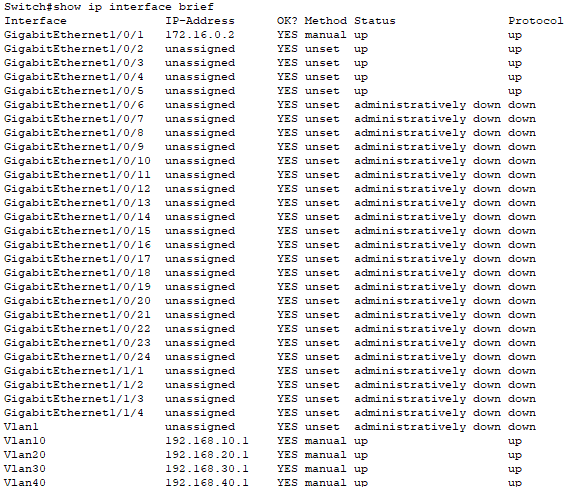 Switch#show ip interface brief
Interface IP-Address OK? Method Status Protocol
GigabitEthernet1/0/1 172.16.0.2 YES manual up up
GigabitEthernet1/0/2 unassigned YES unset up up
GigabitEthernet1/0/3 unassigned YES unset up up
GigabitEthernet1/0/4 unassigned YES unset up up
GigabitEthernet1/0/5 unassigned YES unset up up
GigabitEthernet1/0/6 unassigned YES unset administratively down down
GigabitEthernet1/0/7 unassigned YES unset administratively down down
GigabitEthernet1/0/8 unassigned YES unset administratively down down
GigabitEthernet1/0/9 unassigned YES unset administratively down down
GigabitEthernet1/0/10 unassigned YES unset administratively down down
GigabitEthernet1/0/11 unassigned YES unset administratively down down
GigabitEthernet1/0/12 unassigned YES unset administratively down down
GigabitEthernet1/0/13 unassigned YES unset administratively down down
GigabitEthernet1/0/14 unassigned YES unset administratively down down
GigabitEthernet1/0/15 unassigned YES unset administratively down down
GigabitEthernet1/0/16 unassigned YES unset administratively down down
GigabitEthernet1/0/17 unassigned YES unset administratively down down
GigabitEthernet1/0/18 unassigned YES unset administratively down down
GigabitEthernet1/0/19 unassigned YES unset administratively down down
GigabitEthernet1/0/20 unassigned YES unset administratively down down
GigabitEthernet1/0/21 unassigned YES unset administratively down down
GigabitEthernet1/0/22 unassigned YES unset administratively down down
GigabitEthernet1/0/23 unassigned YES unset administratively down down
GigabitEthernet1/0/24 unassigned YES unset administratively down down
GigabitEthernet1/1/1 unassigned YES unset administratively down down
GigabitEthernet1/1/2 unassigned YES unset administratively down down
GigabitEthernet1/1/3 unassigned YES unset administratively down down
GigabitEthernet1/1/4 unassigned YES unset administratively down down
Vlan1 unassigned YES unset administratively down down
Vlan10 192.168.10.1 YES manual up up
Vlan20 192.168.20.1 YES manual up up
Vlan30 192.168.30.1 YES manual up up
Vlan40 192.168.40.1 YES manual up up